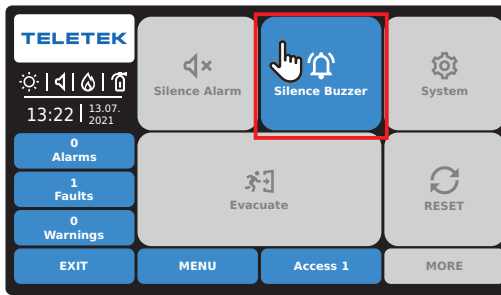 TELETEK
Silence Alarm
Silence Buzzer
System
13:22
13.07.
2021
0
Alarms
1
Faults
0
Warnings
Evacuate
RESET
EXIT
MENU
Access 1
MORE